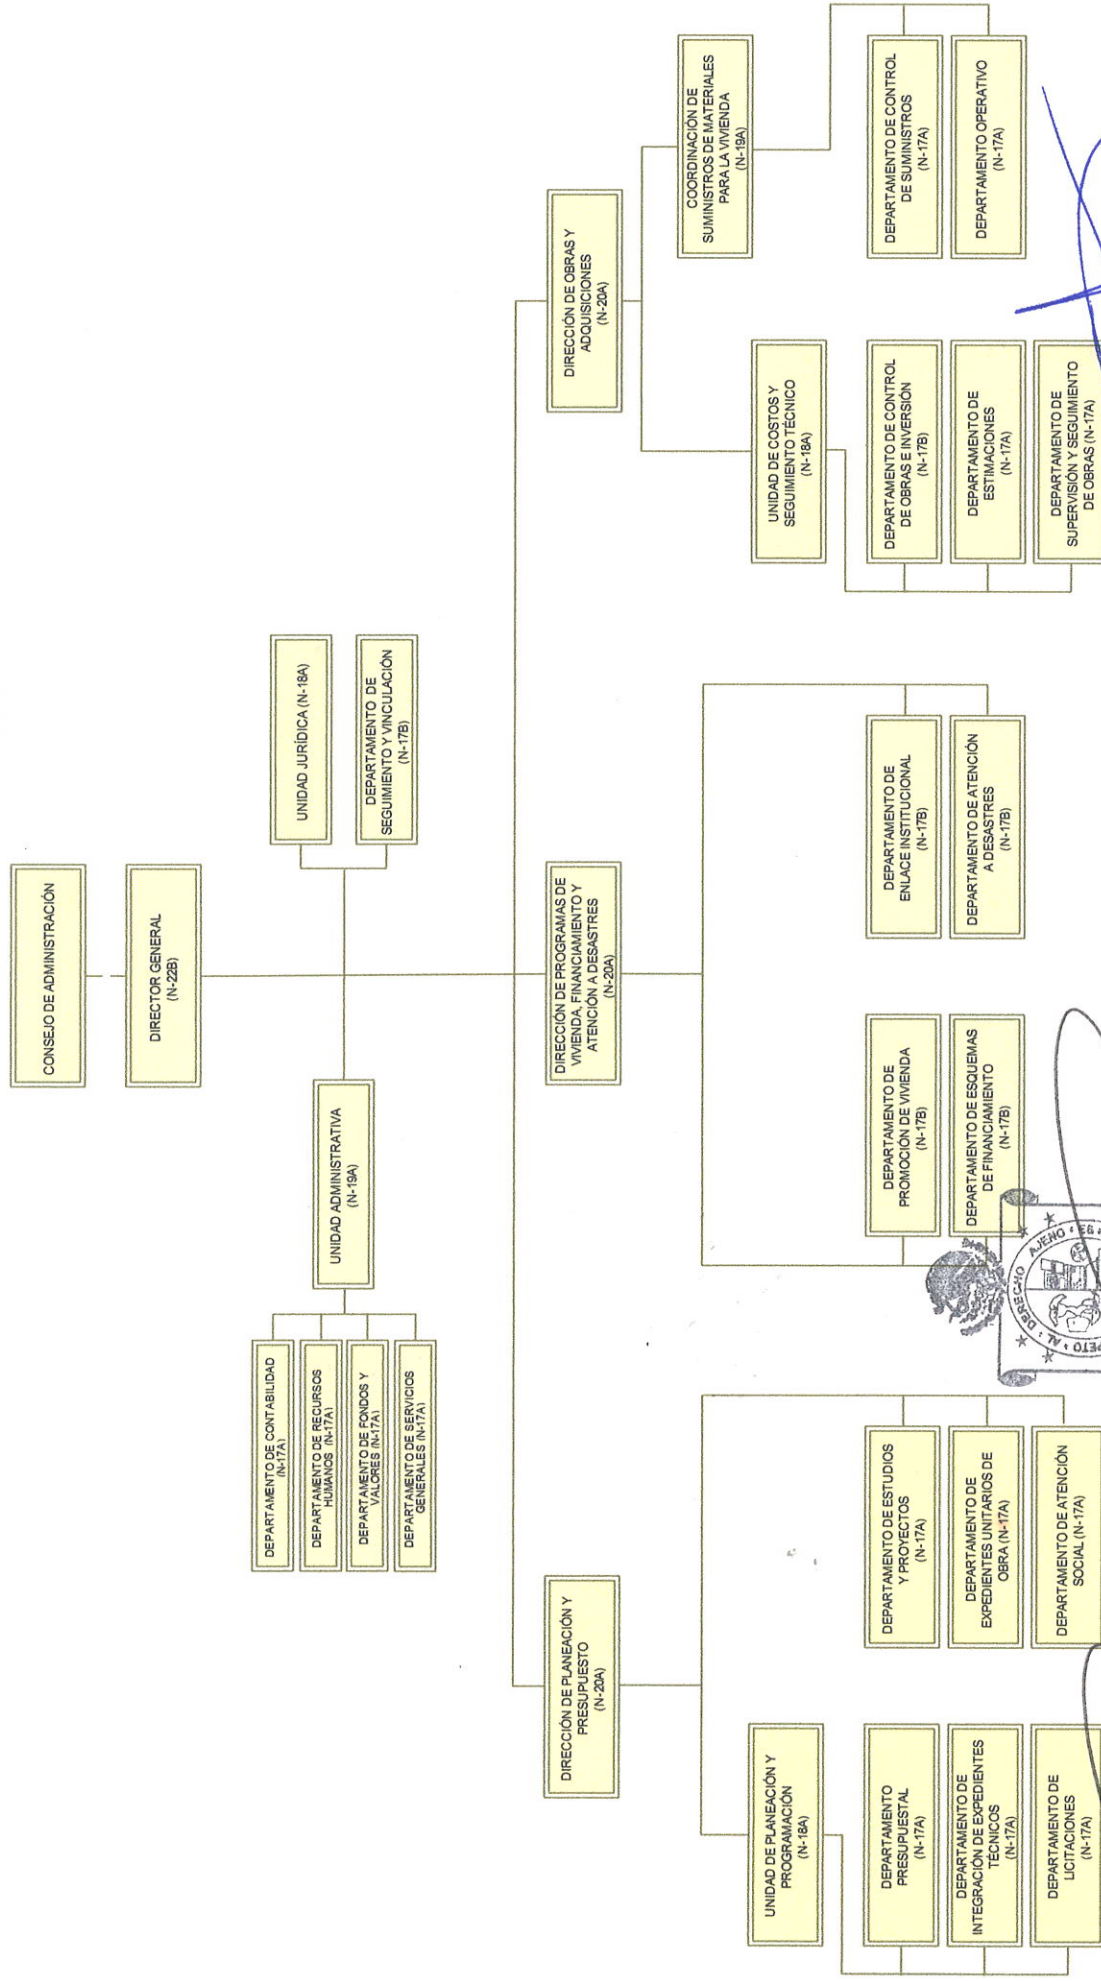 CONSEJO DE ADMINISTRACIÓN
DIRECTOR GENERAL
(N-22B)
UNIDAD JURÍDICA (N-18A)
DEPARTAMENTO DE
SEGUIMIENTO Y VINCULACIÓN
(N-17B)
UNIDAD ADMINISTRATIVA
(N-19A)
DEPARTAMENTO DE CONTABILIDAD
(N-17A)
DEPARTAMENTO DE RECURSOS
HUMANOS (N-17A)
DEPARTAMENTO DE FONDOS Y
VALORES (N-17A)
DEPARTAMENTO DE SERVICIOS
GENERALES (N-17A)
DIRECCIÓN DE PLANEACIÓN Y
PRESUPUESTO
(N-20A)
DIRECCIÓN DE PROGRAMAS DE
VIVIENDA, FINANCIAMIENTO Y
ATENCIÓN A DESASTRES
(N-20A)
DIRECCIÓN DE OBRAS Y
ADQUISICIONES
(N-20A)
UNIDAD DE PLANEACIÓN Y
PROGRAMACIÓN
(N-18A)
DEPARTAMENTO
PRESUPUESTAL
(N-17A)
DEPARTAMENTO DE
INTEGRACIÓN DE EXPEDIENTES
TÉCNICOS
(N-17A)
DEPARTAMENTO DE
LICITACIONES
(N-17A)
DEPARTAMENTO DE ESTUDIOS
Y PROYECTOS
(N-17A)
DEPARTAMENTO DE
EXPEDIENTES UNITARIOS DE
OBRA (N-17A)
DEPARTAMENTO DE ATENCIÓN
SOCIAL (N-17A)
DEPARTAMENTO DE
PROMOCIÓN DE VIVIENDA
(N-17B)
DEPARTAMENTO DE ESQUEMAS
DE FINANCIAMIENTO
(N-17B)
DEPARTAMENTO DE
ENLACE INSTITUCIONAL
(N-17B)
DEPARTAMENTO DE ATENCIÓN
A DESASTRES
(N-17B)
UNIDAD DE COSTOS Y
SEGUIMIENTO TÉCNICO
(N-18A)
DEPARTAMENTO DE CONTROL
DE OBRAS E INVERSIÓN
(N-17B)
DEPARTAMENTO DE
ESTIMACIONES
(N-17A)
DEPARTAMENTO DE
SUPERVISIÓN Y SEGUIMIENTO
DE OBRAS (N-17A)
COORDINACIÓN DE
SUMINISTROS DE MATERIALES
PARA LA VIVIENDA
(N-19A)
DEPARTAMENTO DE CONTROL
DE SUMINISTROS
(N-17A)
DEPARTAMENTO OPERATIVO
(N-17A)
PETO • AL • DERECHO AJENO • ES